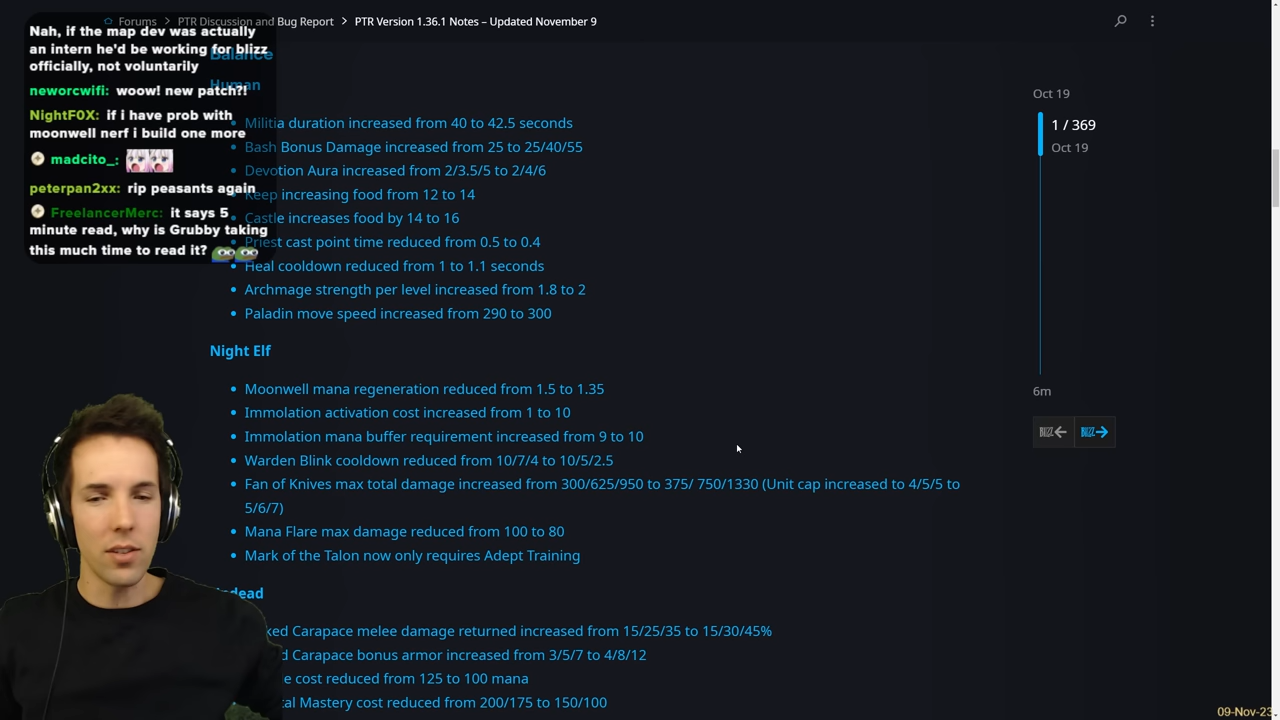 Forums > PTR Discussion and Bug Report > PTR Version 1.36.1 Notes – Updated November 9
Nah, if the map dev was actually
an intern he'd be working for blizz
officially, not voluntarily
neworcwifi: woow! new patch?!
NightF0X: if i have prob with
moonwell nerf i build one more
madcito_:
peterpan2xx: rip peasants again
FreelancerMerc: it says 5
minute read, why is Grubby taking
this much time to read it?
Balance
Human
Militia duration increased from 40 to 42.5 seconds
Bash Bonus Damage increased from 25 to 25/40/55
Devotion Aura increased from 2/3.5/5 to 2/4/6
Keep increasing food from 12 to 14
Castle increases food by 14 to 16
Priest cast point time reduced from 0.5 to 0.4
Heal cooldown reduced from 1 to 1.1 seconds
Archmage strength per level increased from 1.8 to 2
Paladin move speed increased from 290 to 300
Night Elf
Moonwell mana regeneration reduced from 1.5 to 1.35
Immolation activation cost increased from 1 to 10
Immolation mana buffer requirement increased from 9 to 10
Warden Blink cooldown reduced from 10/7/4 to 10/5/2.5
Fan of Knives max total damage increased from 300/625/950 to 375/ 750/1330 (Unit cap increased to 4/5/5 to
5/6/7)
Mana Flare max damage reduced from 100 to 80
Mark of the Talon now only requires Adept Training
ndead
ked Carapace melee damage returned increased from 15/25/35 to 15/30/45%
d Carapace bonus armor increased from 3/5/7 to 4/8/12
e cost reduced from 125 to 100 mana
tal Mastery cost reduced from 200/175 to 150/100
Oct 19
1 / 369
Oct 19
6m
BLIZZ
BLIZZ
09-Nov-23